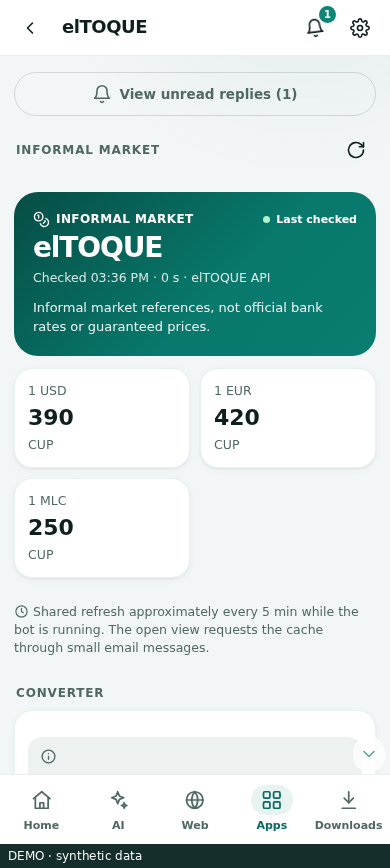 elTOQUE
1
View unread replies (1)
INFORMAL MARKET
INFORMAL MARKET
Last checked
elTOQUE
Checked 03:36 PM · 0 s · elTOQUE API
Informal market references, not official bank
rates or guaranteed prices.
1 USD
390
CUP
1 EUR
420
CUP
1 MLC
250
CUP
Shared refresh approximately every 5 min while the
bot is running. The open view requests the cache
through small email messages.
CONVERTER
Home
AI
Web
Apps
Downloads
DEMO · synthetic data